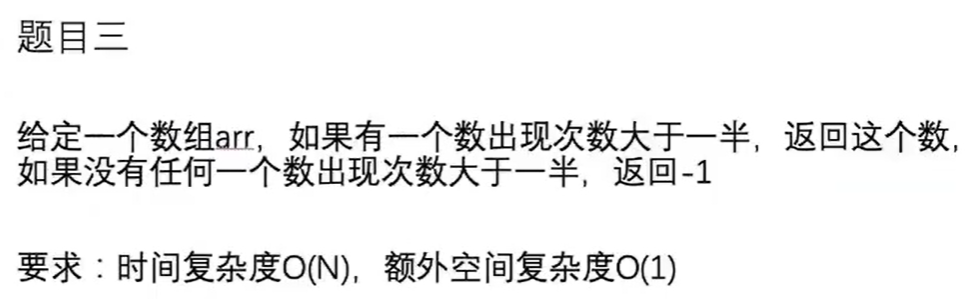 题目三
给定一个数组arr，如果有一个数出现次数大于一半，返回这个数，
如果没有任何一个数出现次数大于一半，返回-1
要求：时间复杂度O(N)，额外空间复杂度O(1)